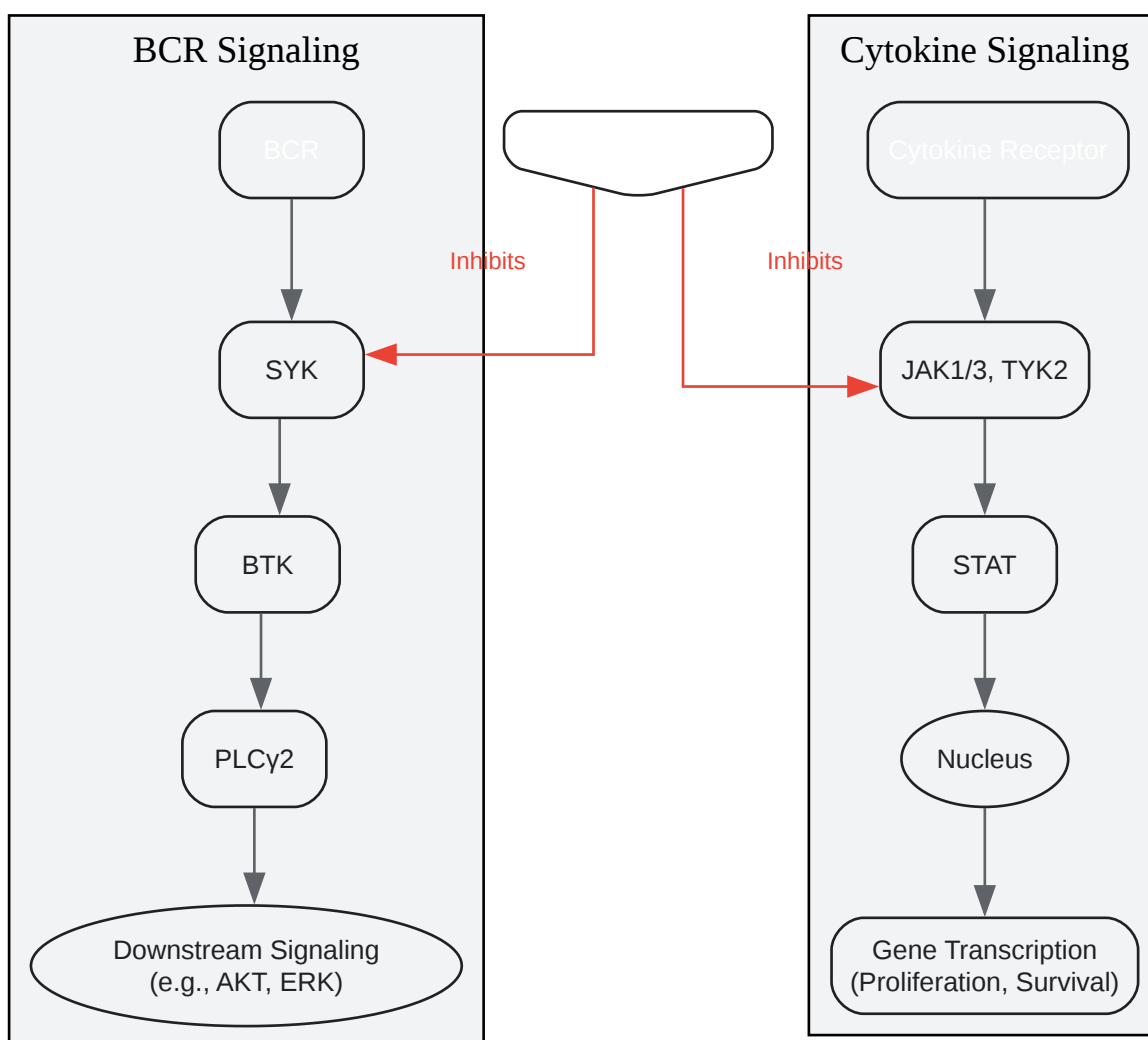 BCR Signaling
BCR
Inhibits
SYK
BTK
PLCγ2
Downstream Signaling
(e.g., AKT, ERK)
Cytokine Signaling
Cytokine Receptor
Inhibits
JAK1/3, TYK2
STAT
Nucleus
Gene Transcription
(Proliferation, Survival)